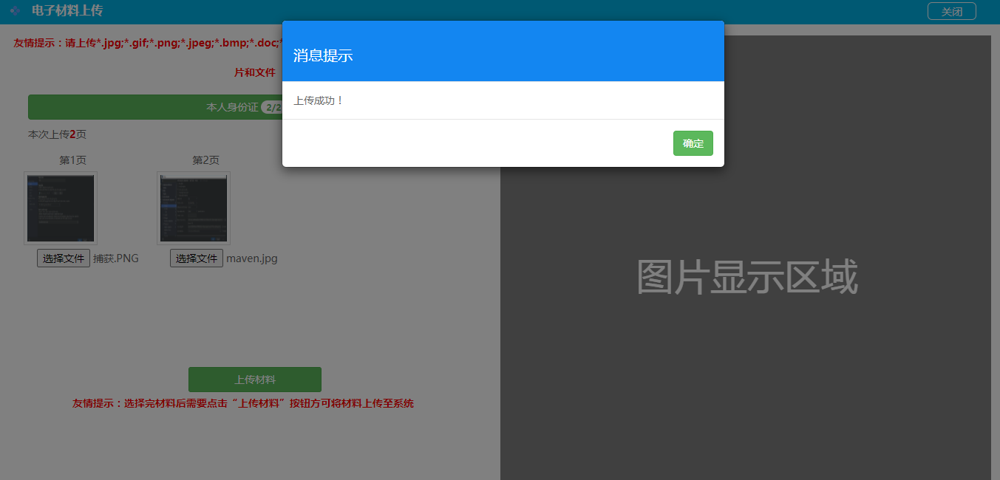 电子材料上传
关闭
友情提示：请上传*.jpg;*.gif;*.png;*.jpeg;*.bmp;*.doc;*
片和文件
消息提示
上传成功！
确定
本人身份证 2/2
本次上传2页
第1页 第2页
选择文件 捕获.PNG 选择文件 maven.jpg
图片显示区域
上传材料
友情提示：选择完材料后需要点击“上传材料”按钮方可将材料上传至系统